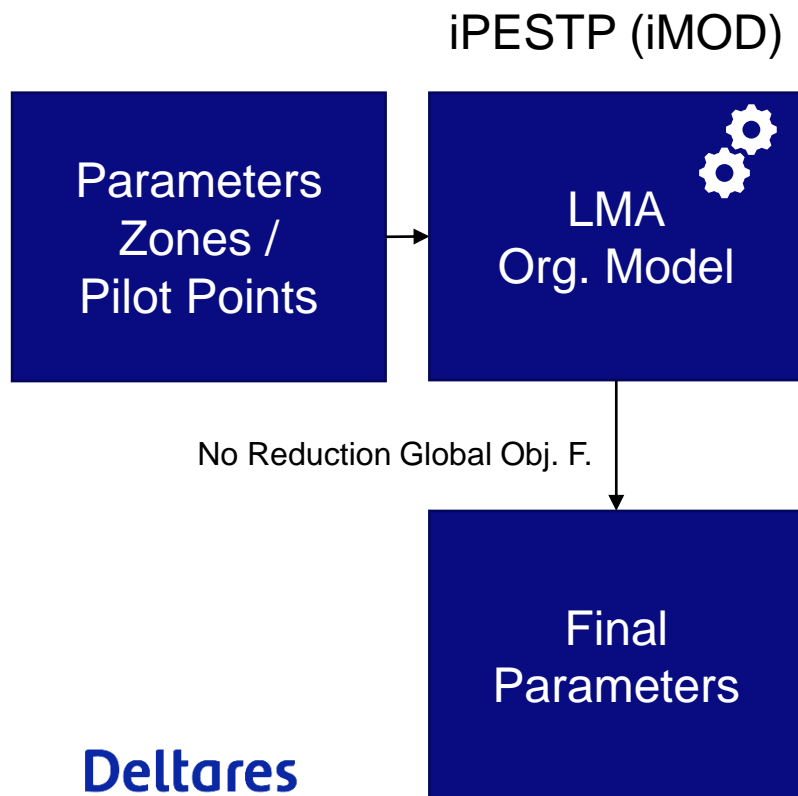 iPESTP (iMOD)
Parameters
Zones /
Pilot Points
LMA
Org. Model
No Reduction Global Obj. F.
Final
Parameters
Deltares